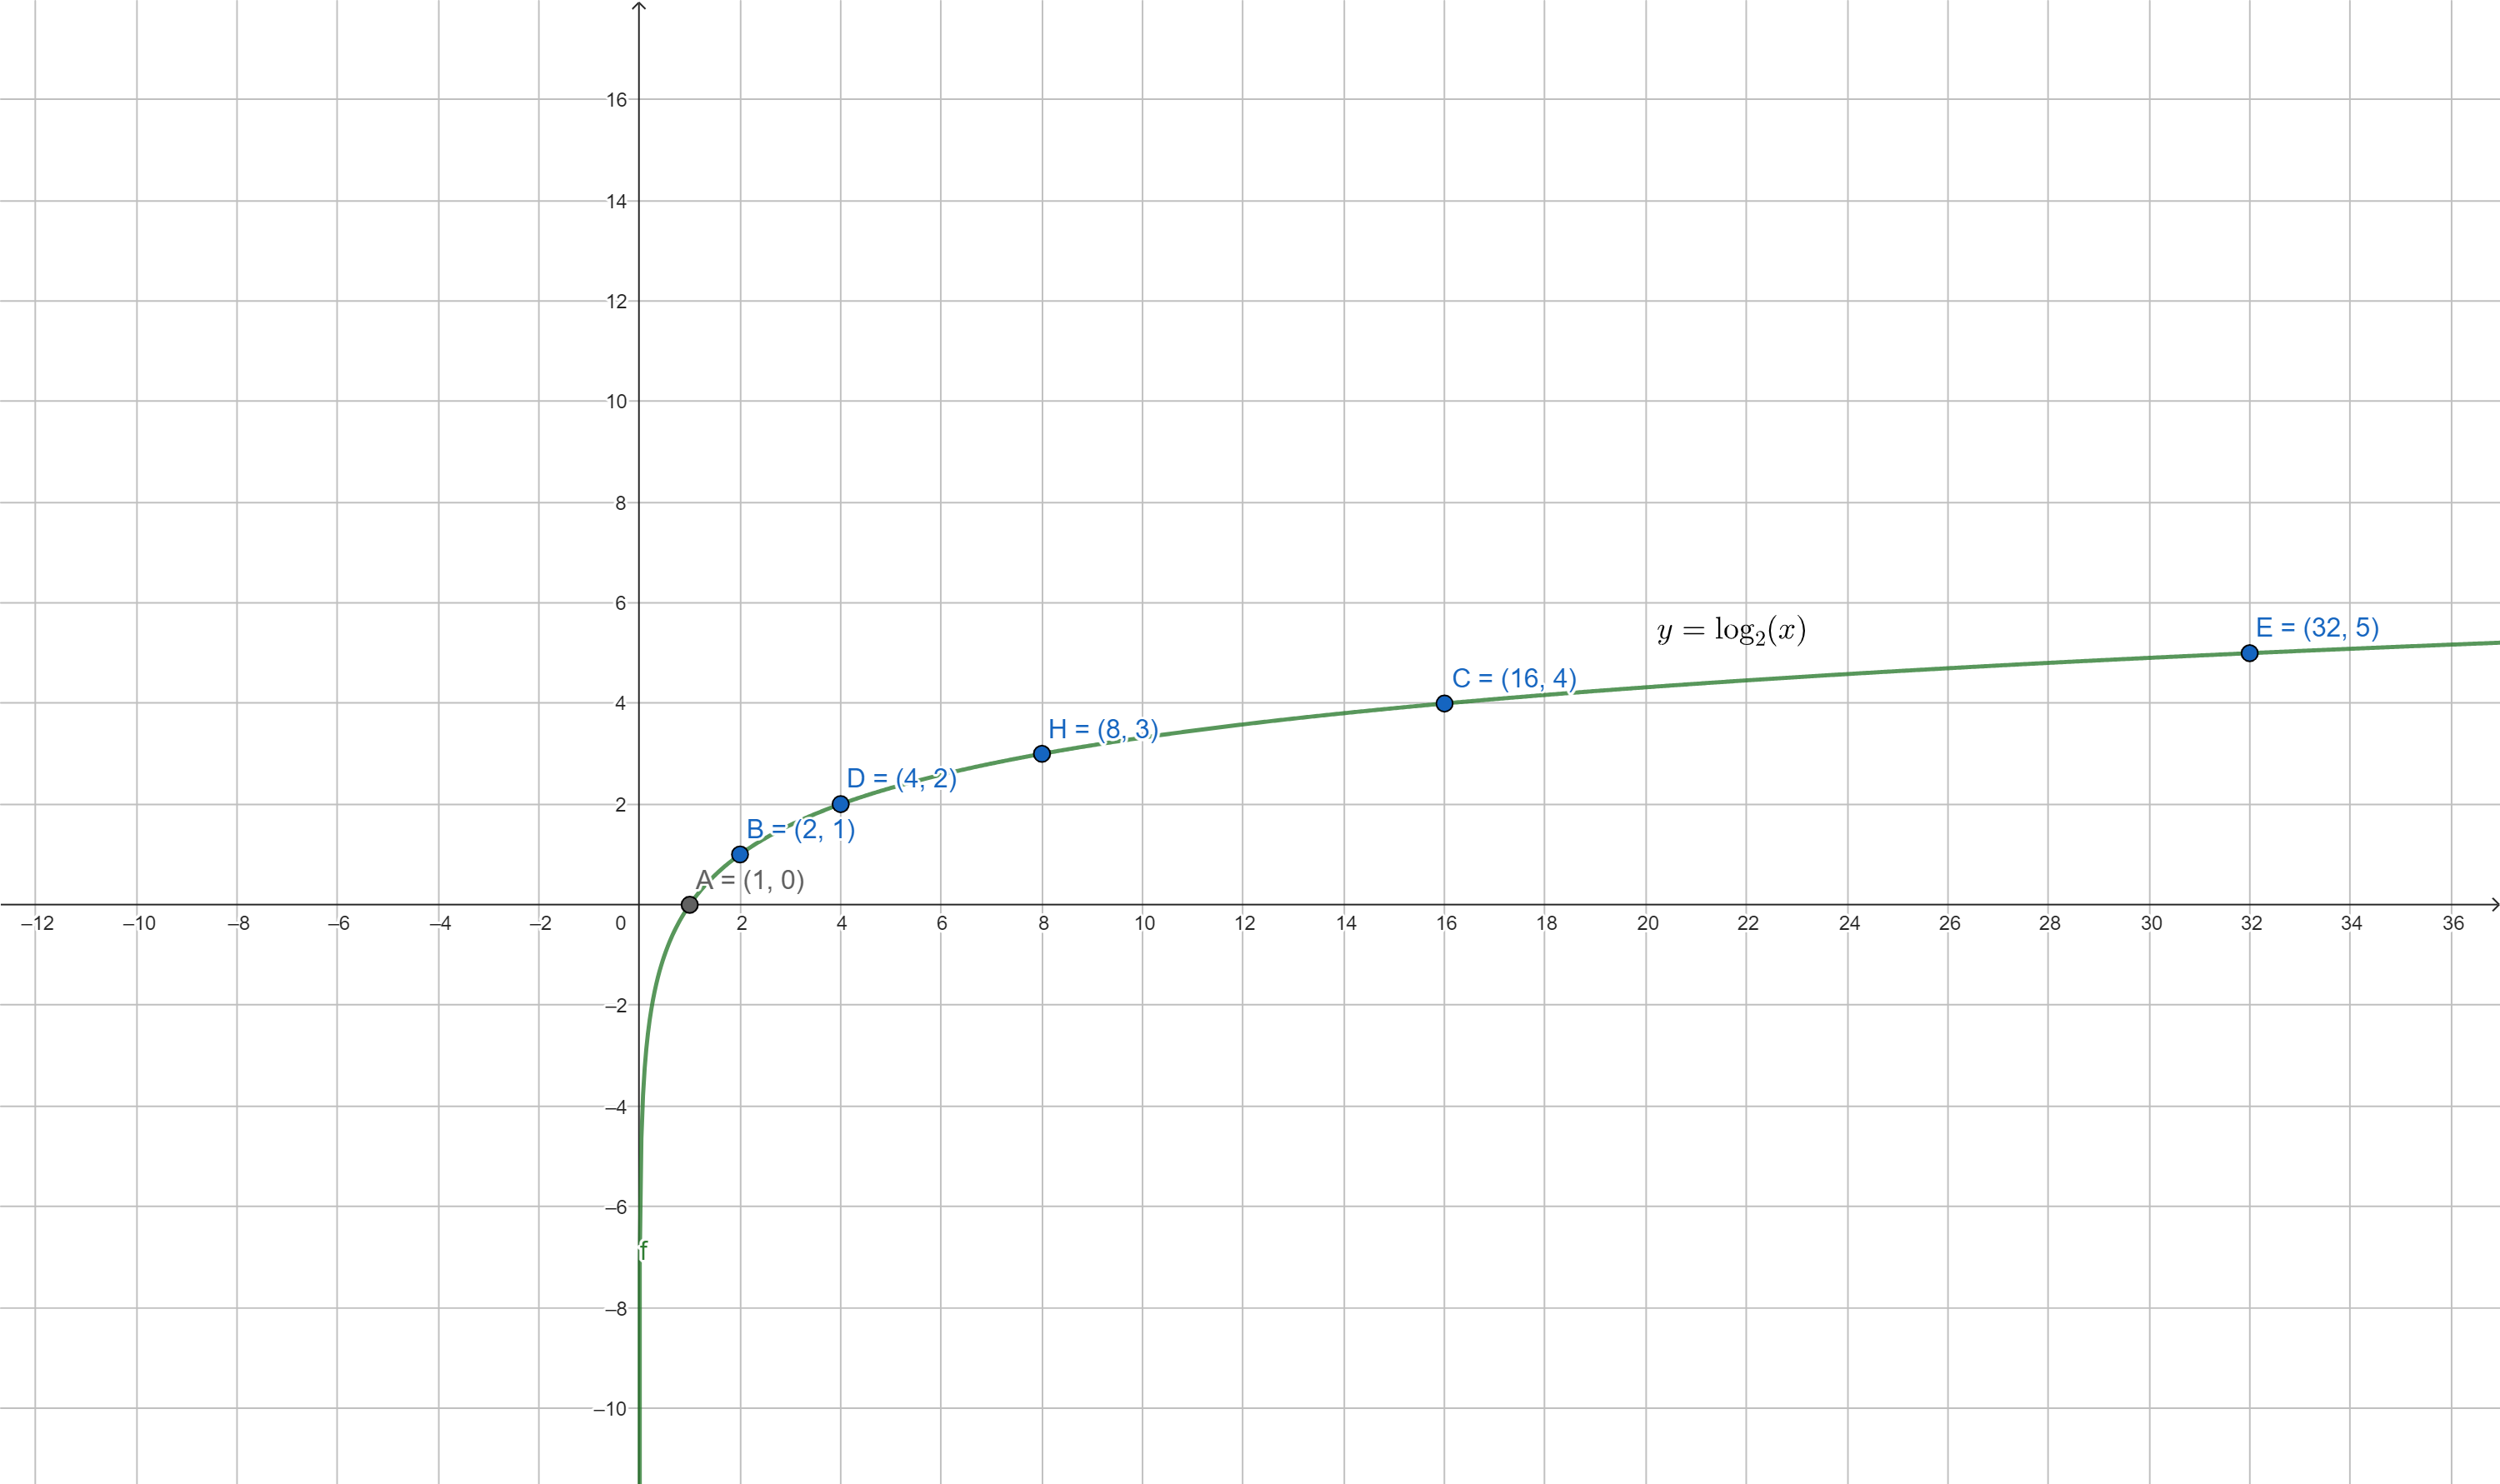 16
14
12
10
8
6
y = log₂(x)
E = (32, 5)
C = (16, 4)
4
H = (8, 3)
D = (4, 2)
2
B = (2, 1)
A = (1, 0)
–12 –10 –8 –6 –4 –2 0 2 4 6 8 10 12 14 16 18 20 22 24 26 28 30 32 34 36
–2
–4
–6
f
–8
–10